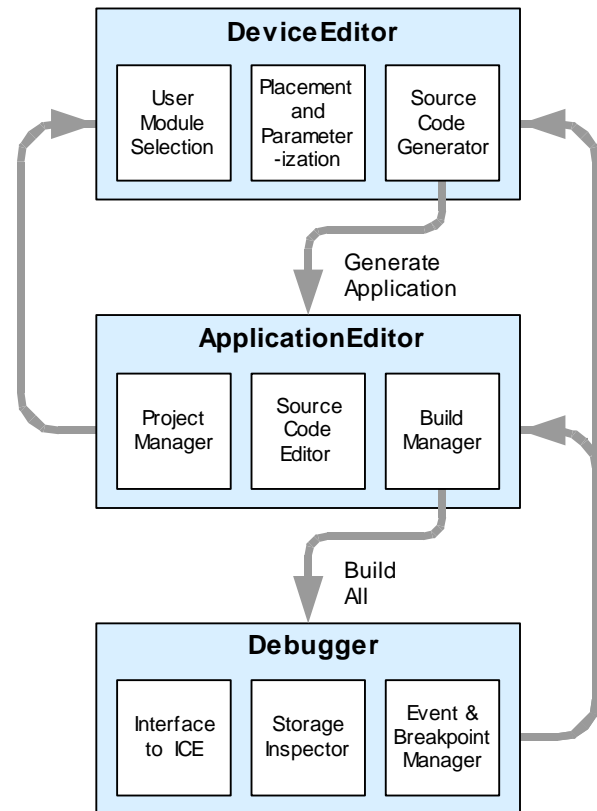 DeviceEditor
User
Module
Selection
Placement
and
Parameter
-ization
Source
Code
Generator
Generate
Application
ApplicationEditor
Project
Manager
Source
Code
Editor
Build
Manager
Build
All
Debugger
Interface
to ICE
Storage
Inspector
Event &
Breakpoint
Manager